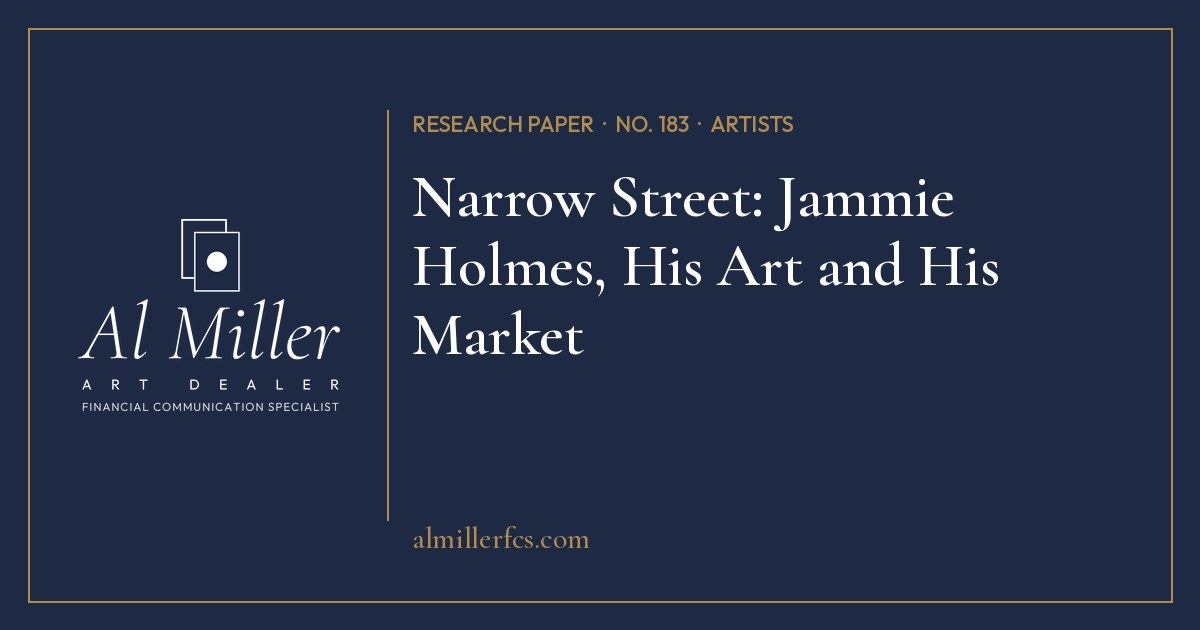 Al Miller
ART DEALER
FINANCIAL COMMUNICATION SPECIALIST
RESEARCH PAPER · NO. 183 · ARTISTS
Narrow Street: Jammie
Holmes, His Art and His
Market
almillerfcs.com